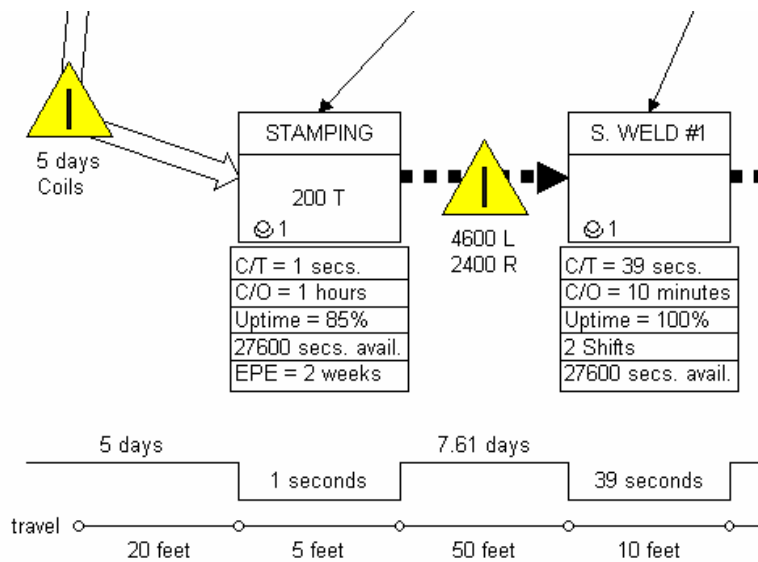 5 days
Coils
STAMPING
200 T
1
C/T = 1 secs.
C/O = 1 hours
Uptime = 85%
27600 secs. avail.
EPE = 2 weeks
I
4600 L
2400 R
I
S. WELD #1
1
C/T = 39 secs.
C/O = 10 minutes
Uptime = 100%
2 Shifts
27600 secs. avail.
5 days
1 seconds
7.61 days
39 seconds
travel
20 feet
5 feet
50 feet
10 feet